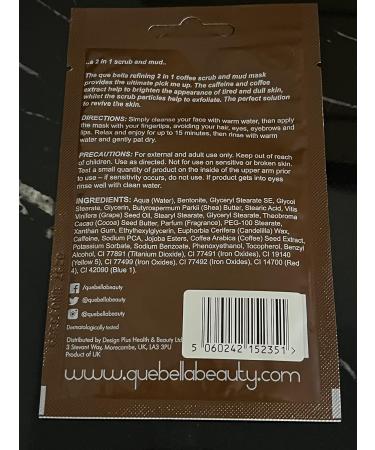 ..a 2 in 1 scrub and mud..
The que bella refining 2 in 1 coffee scrub and mud mask
provides the ultimate pick me up. The caffeine and coffee
extract help to brighten the appearance of tired and dull skin,
whilst the scrub particles help to exfoliate. The perfect solution
to revive the skin.
DIRECTIONS: Simply cleanse your face with warm water, than apply
the mask with your fingertips, avoiding your hair, eyes, eyebrows and
lips. Relax and enjoy for up to 15 minutes, then rinse with warm
water and gently pat dry.
PRECAUTIONS: For external and adult use only. Keep out of reach
of children. Use as directed. Not for use on sensitive or broken skin.
Test a small quantity of product on the inside of the upper arm prior
to use – if sensitivity occurs, do not use. If product gets into eyes
rinse well with clean water.
INGREDIENTS: Aqua (Water), Bentonite, Glyceryl Stearate SE, Glycol
Stearate, Glycerin, Butyrospermum Parkii (Shea) Butter, Stearic Acid, Vitis
Vinifera (Grape) Seed Oil, Stearyl Stearate, Glyceryl Stearate, Theobroma
Cacao (Cocoa) Seed Butter, Parfum (Fragrance), PEG-100 Stearate,
Xanthan Gum, Ethylhexylglycerin, Euphorbia Cerifera (Candelilla) Wax,
Caffeine, Sodium PCA, Jojoba Esters, Coffea Arabica (Coffee) Seed Extract,
Potassium Sorbate, Sodium Benzoate, Phenoxyethanol, Tocopherol, Benzyl
Alcohol, CI 77891 (Titanium Dioxide), CI 77491 (Iron Oxides), CI 19140
(Yellow 5), CI 77499 (Iron Oxides), CI 77492 (Iron Oxides), CI 14700 (Red
4), CI 42090 (Blue 1).
/quebellabeauty
@quebellabeauty
@quebellabeauty
Dermatologically tested
Distributed by Design Plus Health & Beauty Ltd
3 Stewart Way, Morecambe, UK, LA3 3PU
Product of UK
5 060242 152351 >
www.quebellabeauty.com